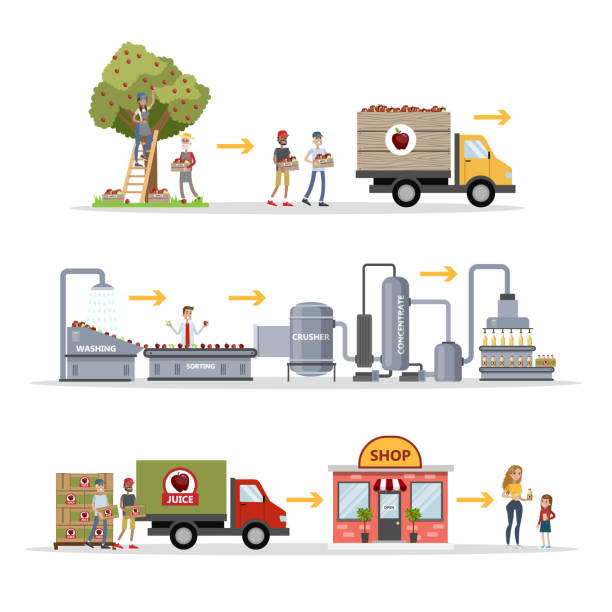 WASHING
SORTING
CRUSHER
CONCENTRATE
JUICE
SHOP
OPEN